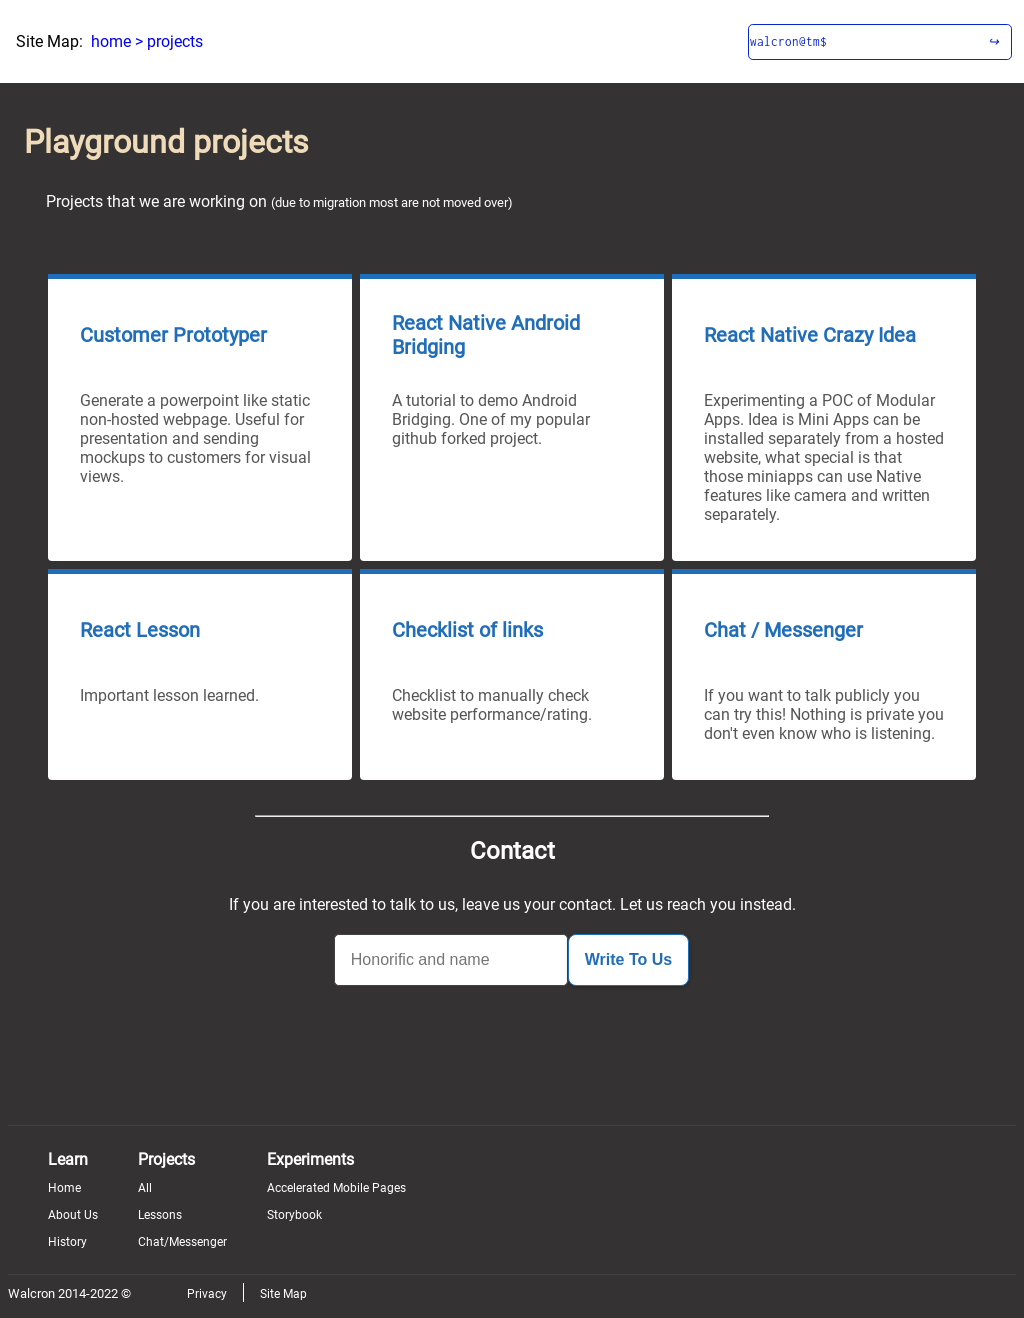 Site Map: home > projects
walcron@tm$ ↪
Playground projects
Projects that we are working on (due to migration most are not moved over)
Customer Prototyper
Generate a powerpoint like static
non-hosted webpage. Useful for
presentation and sending
mockups to customers for visual
views.
React Native Android
Bridging
A tutorial to demo Android
Bridging. One of my popular
github forked project.
React Native Crazy Idea
Experimenting a POC of Modular
Apps. Idea is Mini Apps can be
installed separately from a hosted
website, what special is that
those miniapps can use Native
features like camera and written
separately.
React Lesson
Important lesson learned.
Checklist of links
Checklist to manually check
website performance/rating.
Chat / Messenger
If you want to talk publicly you
can try this! Nothing is private you
don't even know who is listening.
Contact
If you are interested to talk to us, leave us your contact. Let us reach you instead.
Honorific and name
Write To Us
Learn
Home
About Us
History
Projects
All
Lessons
Chat/Messenger
Experiments
Accelerated Mobile Pages
Storybook
Walcron 2014-2022 © Privacy Site Map